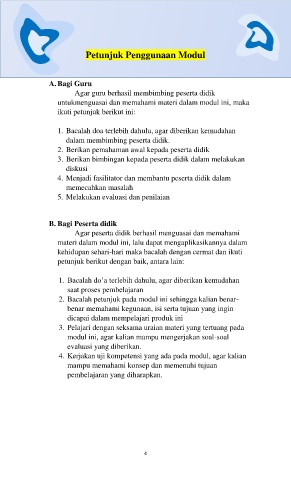 Petunjuk Penggunaan Modul
A. Bagi Guru
Agar guru berhasil membimbing peserta didik
untukmenguasai dan memahami materi dalam modul ini, maka
ikuti petunjuk berikut ini:
1. Bacalah doa terlebih dahulu, agar diberikan kemudahan
dalam membimbing peserta didik.
2. Berikan pemahaman awal kepada peserta didik
3. Berikan bimbingan kepada peserta didik dalam melakukan
diskusi
4. Menjadi fasilitator dan membantu peserta didik dalam
memecahkan masalah
5. Melakukan evaluasi dan penilaian
B. Bagi Peserta didik
Agar peserta didik berhasil menguasai dan memahami
materi dalam modul ini, lalu dapat mengaplikasikannya dalam
kehidupan sehari-hari maka bacalah dengan cermat dan ikuti
petunjuk berikut dengan baik, antara lain:
1. Bacalah do'a terlebih dahulu, agar diberikan kemudahan
saat proses pembelajaran
2. Bacalah petunjuk pada modul ini sehingga kalian benar-
benar memahami kegunaan, isi serta tujuan yang ingin
dicapai dalam mempelajari produk ini
3. Pelajari dengan seksama uraian materi yang tertuang pada
modul ini, agar kalian mampu mengerjakan soal-soal
evaluasi yang diberikan.
4. Kerjakan uji kompetensi yang ada pada modul, agar kalian
mampu memahami konsep dan memenuhi tujuan
pembelajaran yang diharapkan.
4